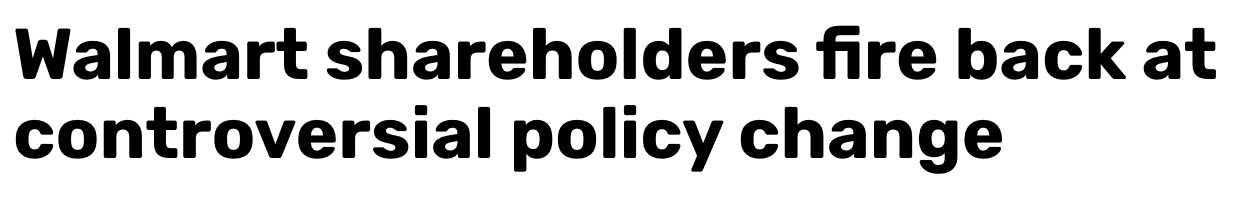 Walmart shareholders fire back at
controversial policy change